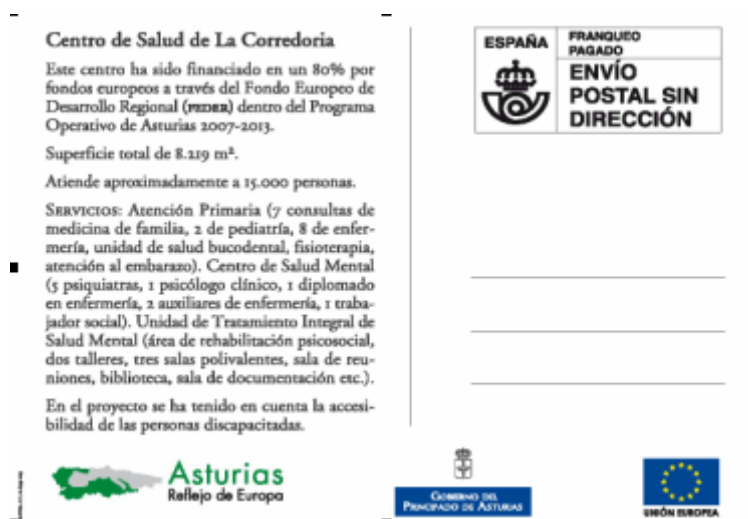 Centro de Salud de La Corredoria
Este centro ha sido financiado en un 80% por
fondos europeos a través del Fondo Europeo de
Desarrollo Regional (FEDER) dentro del Programa
Operativo de Asturias 2007-2013.
Superficie total de 8.219 m².
Atiende aproximadamente a 15.000 personas.
SERVICIOS: Atención Primaria (7 consultas de
medicina de familia, 2 de pediatría, 8 de enfer-
mería, unidad de salud bucodental, fisioterapia,
atención al embarazo). Centro de Salud Mental
(5 psiquiatras, 1 psicólogo clínico, 1 diplomado
en enfermería, 2 auxiliares de enfermería, 1 traba-
jador social). Unidad de Tratamiento Integral de
Salud Mental (área de rehabilitación psicosocial,
dos talleres, tres salas polivalentes, sala de reu-
niones, biblioteca, sala de documentación etc.).
En el proyecto se ha tenido en cuenta la accesi-
bilidad de las personas discapacitadas.
Asturias
Reflejo de Europa
ESPAÑA
FRANQUEO
PAGADO
ENVÍO
POSTAL SIN
DIRECCIÓN
GOBIERNO DEL
PRINCIPADO DE ASTURIAS
UNIÓN EUROPEA